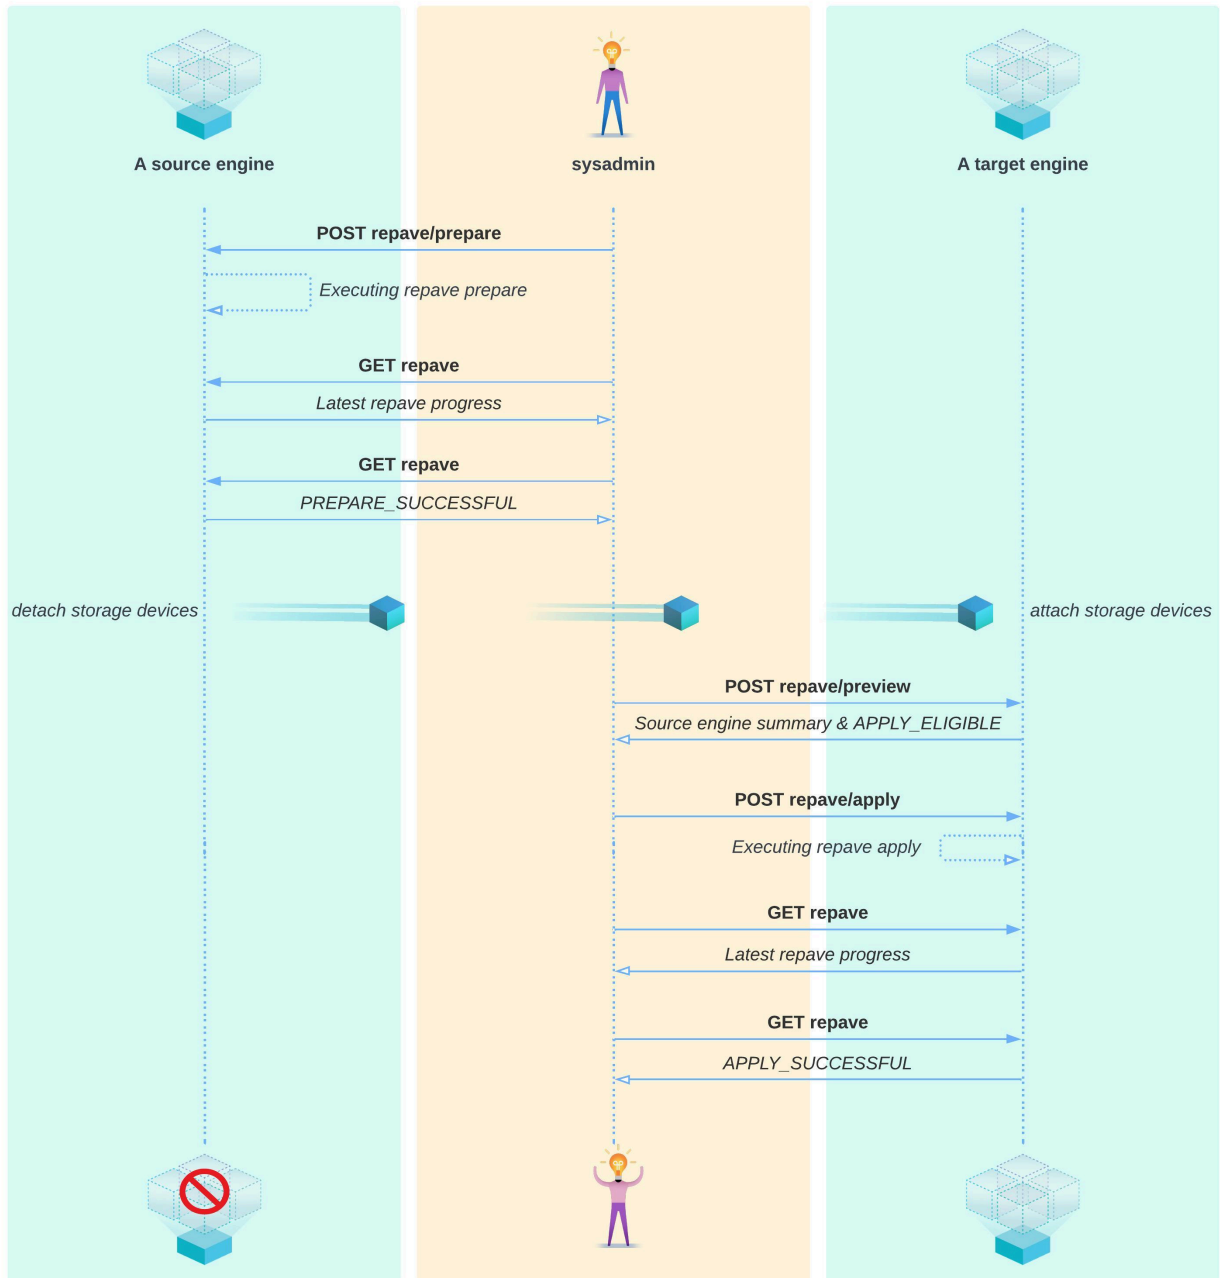 A source engine
sysadmin
A target engine
POST repave/prepare
Executing repave prepare
GET repave
Latest repave progress
GET repave
PREPARE_SUCCESSFUL
detach storage devices
attach storage devices
POST repave/preview
Source engine summary & APPLY_ELIGIBLE
POST repave/apply
Executing repave apply
GET repave
Latest repave progress
GET repave
APPLY_SUCCESSFUL